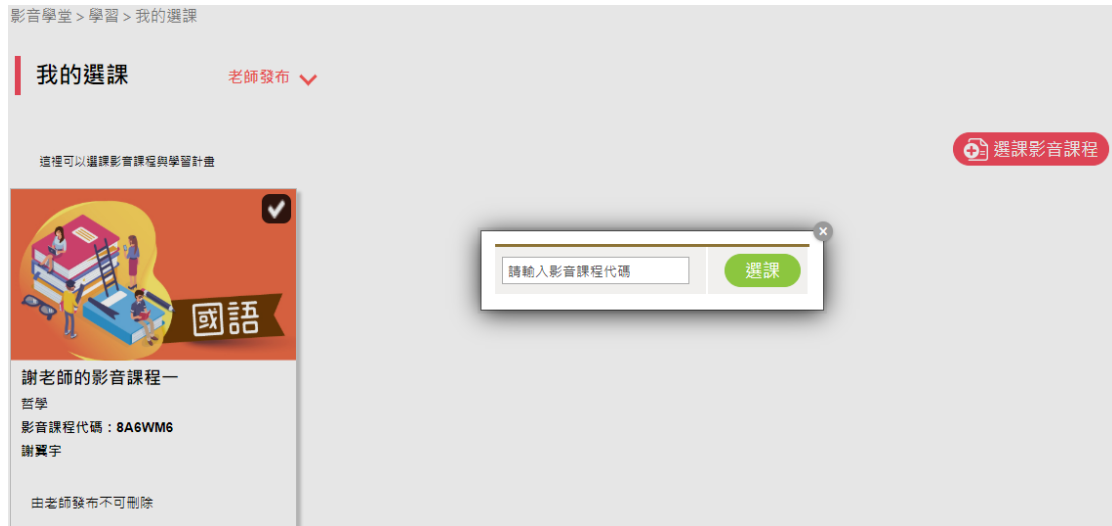 影音學堂 > 學習 > 我的選課
我的選課
老師發布
這裡可以選課影音課程與學習計畫
選課影音課程
請輸入影音課程代碼
選課
國語
謝老師的影音課程一
哲學
影音課程代碼：8A6WM6
謝翼宇
由老師發布不可刪除